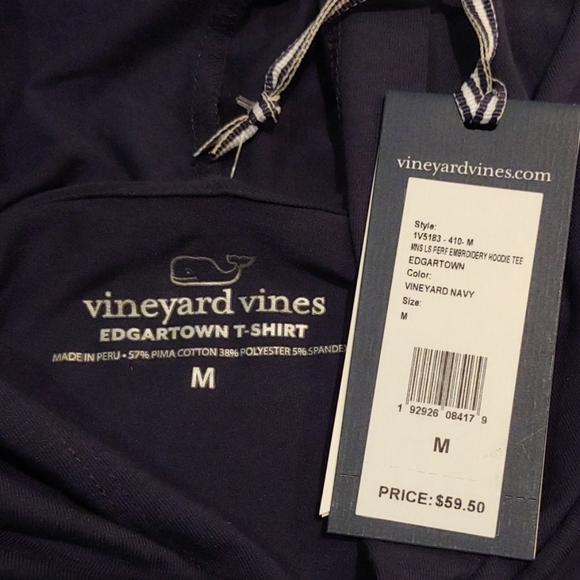 vineyard vines
EDGARTOWN T-SHIRT
MADE IN PERU • 57% PIMA COTTON 38% POLYESTER 5% SPANDEX
M
vineyardvines.com
Style:
1V5183 - 410- M
MNS LS PERF EMBROIDERY HOODIE TEE
EDGARTOWN
Color:
VINEYARD NAVY
Size:
M
1 92926 08417 9
M
PRICE: $59.50